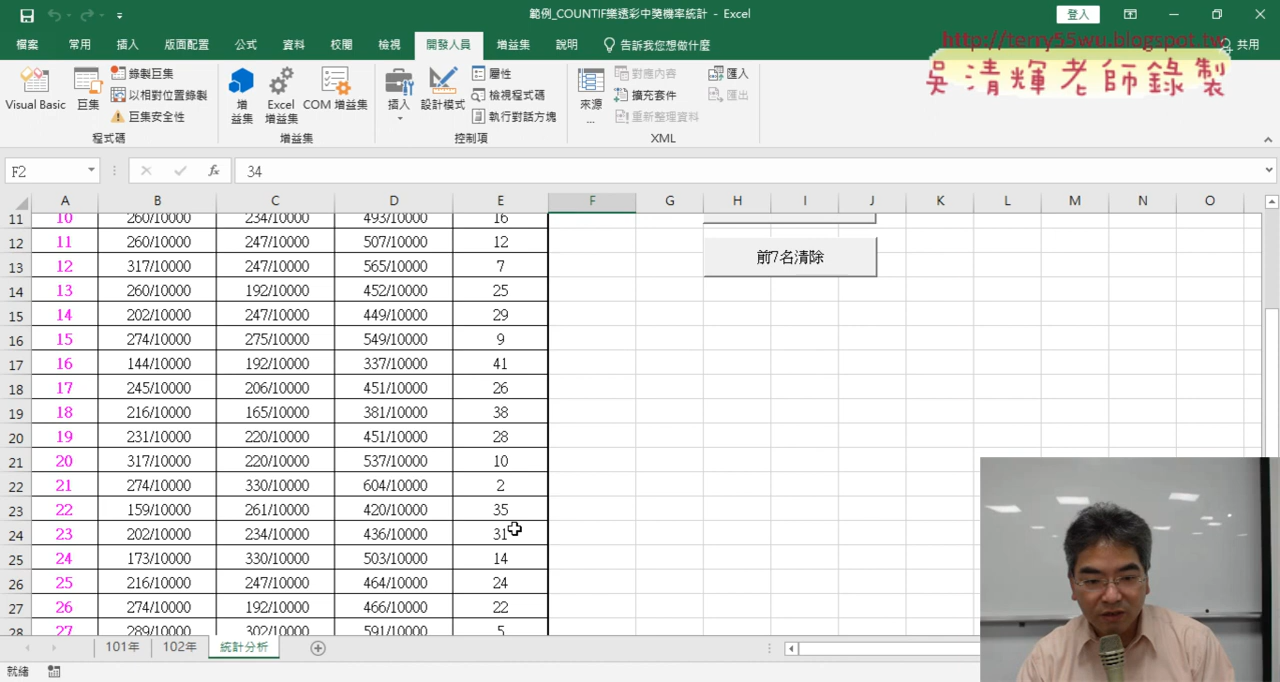 範例_COUNTIF樂透彩中獎機率統計 - Excel
登入
檔案 常用 插入 版面配置 公式 資料 校閱 檢視 開發人員 增益集 說明 告訴我您想做什麼 共用
http://terry55wu.blogspot.tw
吳清輝老師錄製
Visual Basic 巨集 錄製巨集 以相對位置錄製 巨集安全性 程式碼
增益集 Excel 增益集 COM 增益集 增益集
插入 設計模式 屬性 檢視程式碼 執行對話方塊 控制項
來源... 對應內容 擴充套件 重新整理資料 匯入 匯出 XML
F2 fx 34
A B C D E F G H I J K L M N O
11 10 260/10000 234/10000 493/10000 16
12 11 260/10000 247/10000 507/10000 12
前7名清除
13 12 317/10000 247/10000 565/10000 7
14 13 260/10000 192/10000 452/10000 25
15 14 202/10000 247/10000 449/10000 29
16 15 274/10000 275/10000 549/10000 9
17 16 144/10000 192/10000 337/10000 41
18 17 245/10000 206/10000 451/10000 26
19 18 216/10000 165/10000 381/10000 38
20 19 231/10000 220/10000 451/10000 28
21 20 317/10000 220/10000 537/10000 10
22 21 274/10000 330/10000 604/10000 2
23 22 159/10000 261/10000 420/10000 35
24 23 202/10000 234/10000 436/10000 31
25 24 173/10000 330/10000 503/10000 14
26 25 216/10000 247/10000 464/10000 24
27 26 274/10000 192/10000 466/10000 22
28 27 289/10000 302/10000 591/10000 5
101年 102年 統計分析
就緒